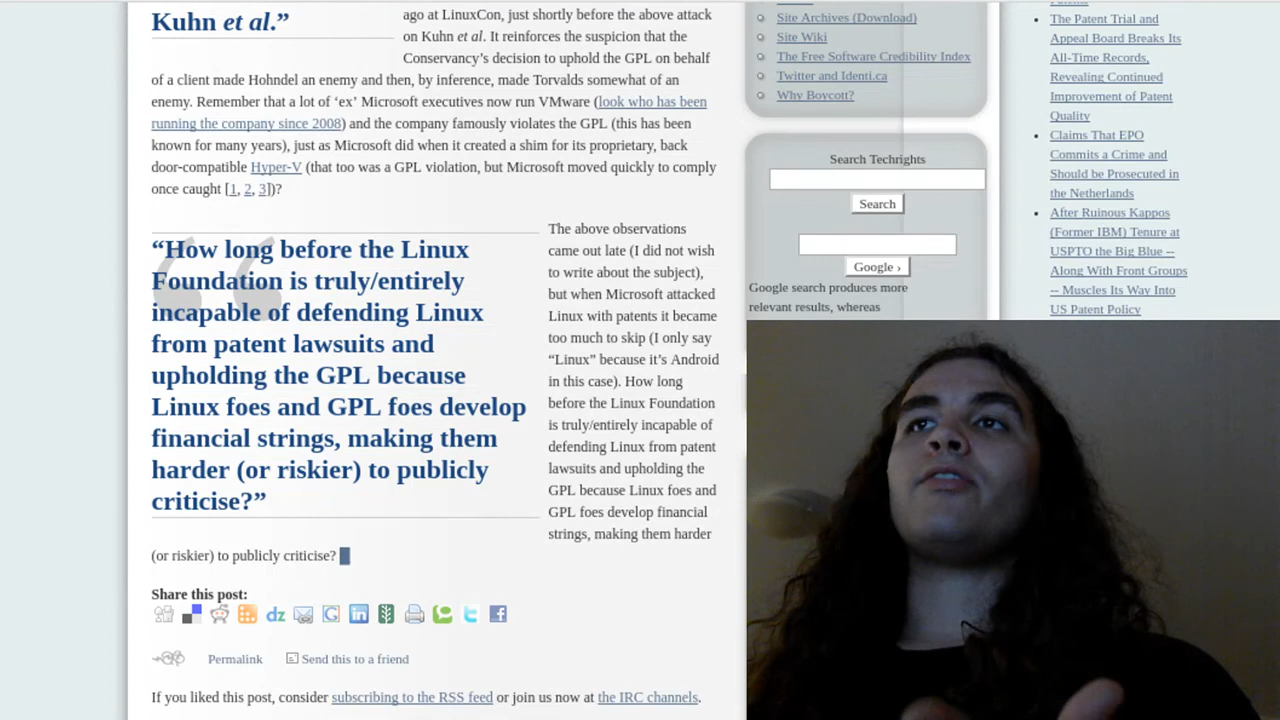 Kuhn et al.”
ago at LinuxCon, just shortly before the above attack
on Kuhn et al. It reinforces the suspicion that the
Conservancy’s decision to uphold the GPL on behalf
of a client made Hohndel an enemy and then, by inference, made Torvalds somewhat of an
enemy. Remember that a lot of ‘ex’ Microsoft executives now run VMware (look who has been
running the company since 2008) and the company famously violates the GPL (this has been
known for many years), just as Microsoft did when it created a shim for its proprietary, back
door-compatible Hyper-V (that too was a GPL violation, but Microsoft moved quickly to comply
once caught [1, 2, 3])?
“How long before the Linux
Foundation is truly/entirely
incapable of defending Linux
from patent lawsuits and
upholding the GPL because
Linux foes and GPL foes develop
financial strings, making them
harder (or riskier) to publicly
criticise?”
The above observations
came out late (I did not wish
to write about the subject),
but when Microsoft attacked
Linux with patents it became
too much to skip (I only say
“Linux” because it’s Android
in this case). How long
before the Linux Foundation
is truly/entirely incapable of
defending Linux from patent
lawsuits and upholding the
GPL because Linux foes and
GPL foes develop financial
strings, making them harder
(or riskier) to publicly criticise?
Share this post:
Permalink
Send this to a friend
If you liked this post, consider subscribing to the RSS feed or join us now at the IRC channels.
Site Archives (Download)
Site Wiki
The Free Software Credibility Index
Twitter and Identi.ca
Why Boycott?
Search Techrights
Search
Google ›
Google search produces more
relevant results, whereas
The Patent Trial and
Appeal Board Breaks Its
All-Time Records,
Revealing Continued
Improvement of Patent
Quality
Claims That EPO
Commits a Crime and
Should be Prosecuted in
the Netherlands
After Ruinous Kappos
(Former IBM) Tenure at
USPTO the Big Blue --
Along With Front Groups
-- Muscles Its Way Into
US Patent Policy